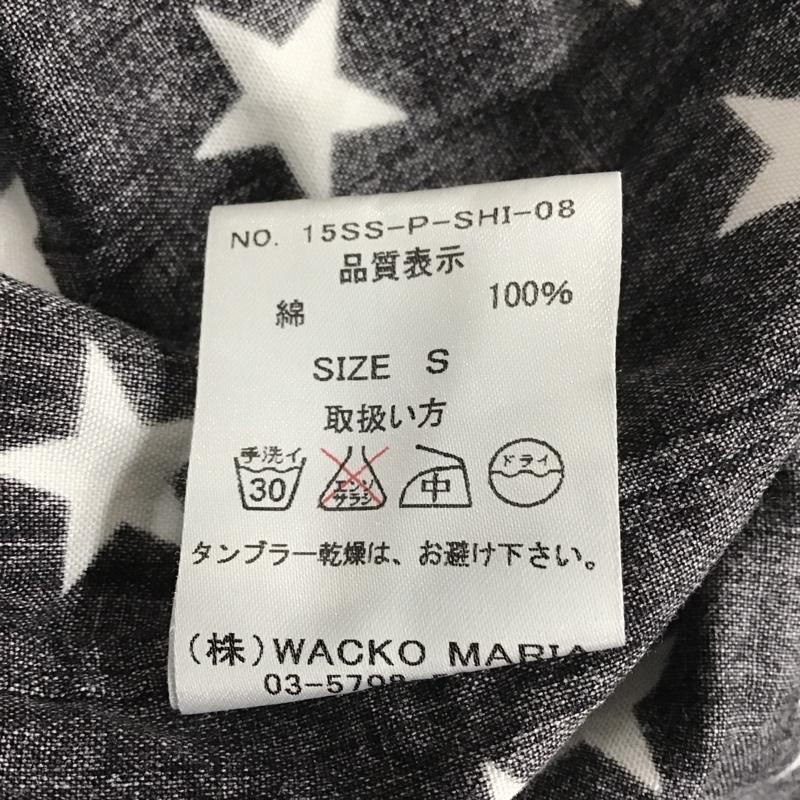 NO. 15SS-P-SHI-08
品質表示
綿 100%
SIZE S
取扱い方
手洗イ 30 エンソサラシ 中 ドライ
タンブラー乾燥は、お避け下さい。
(株)WACKO MARIA
03-5708